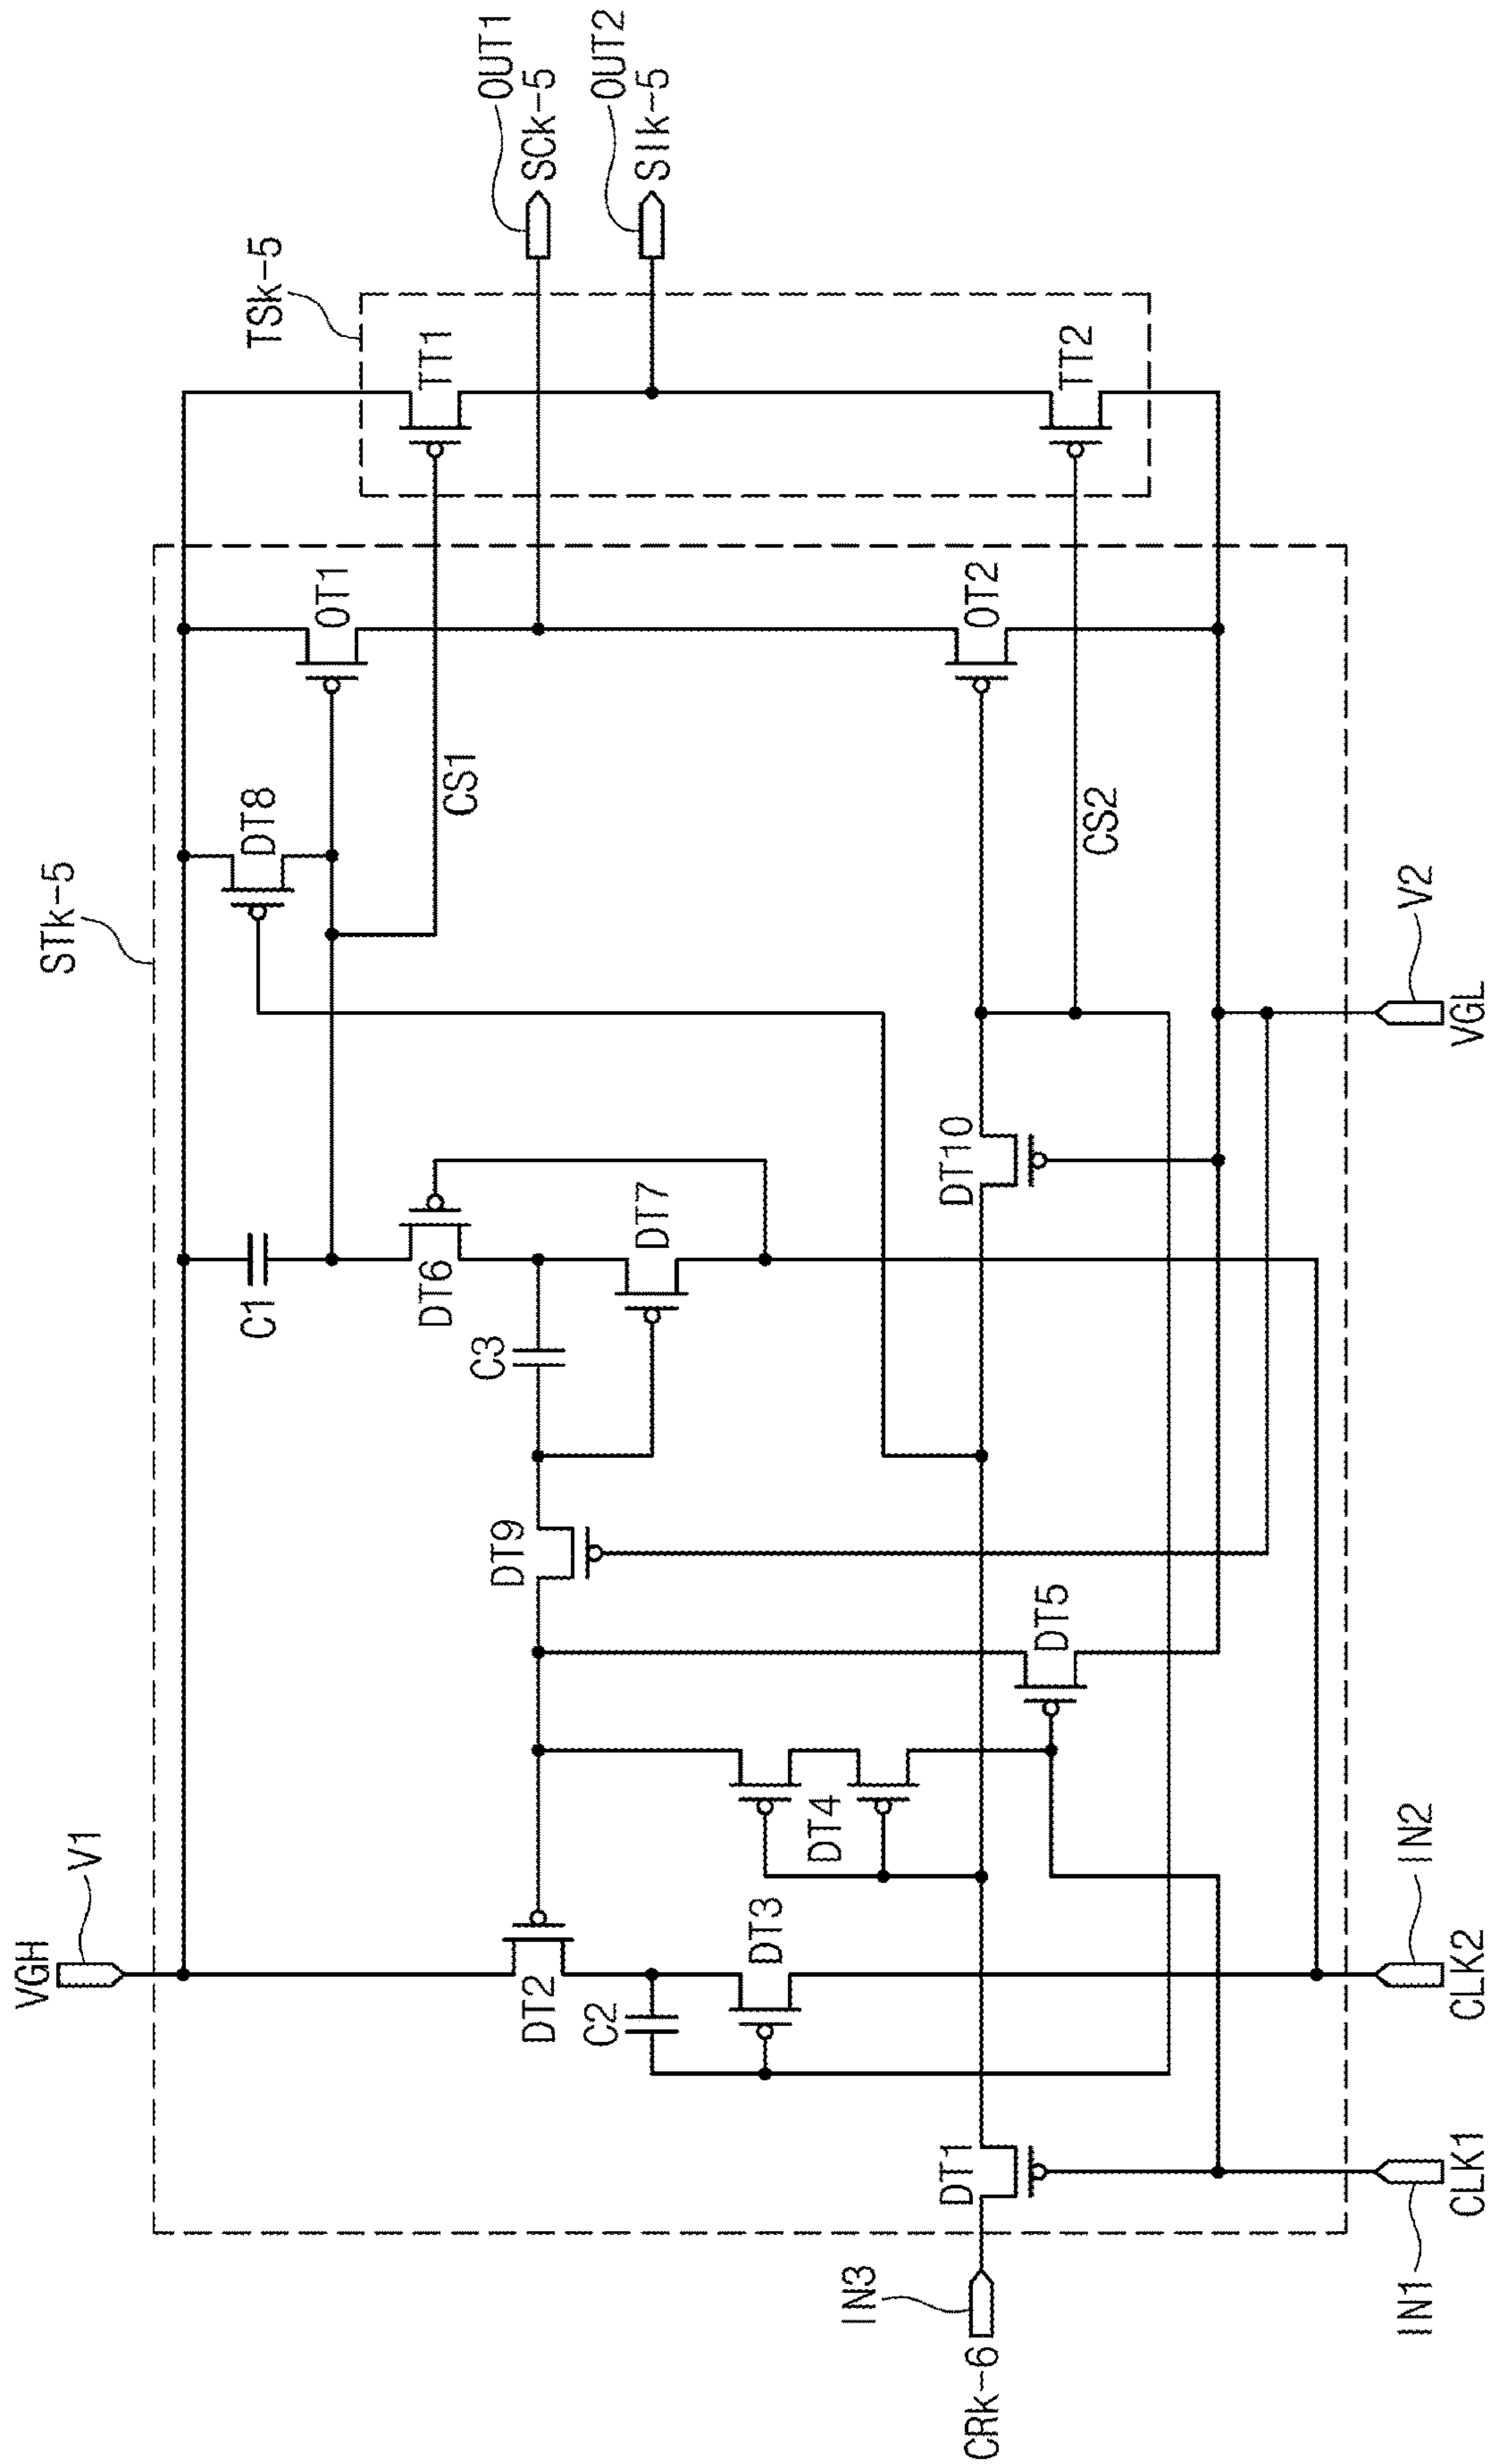 OUT1
SCk-5
OUT2
SIk-5
TSk-5
TT1
TT2
STk-5
OT1
OT2
DT8
CS1
CS2
V2
VGL
DT10
C1
DT6
DT7
C3
DT9
DT5
DT4
V1
VGH
DT2
C2
DT3
IN2
CLK2
DT1
IN3
CRk-6
CLK1
IN1